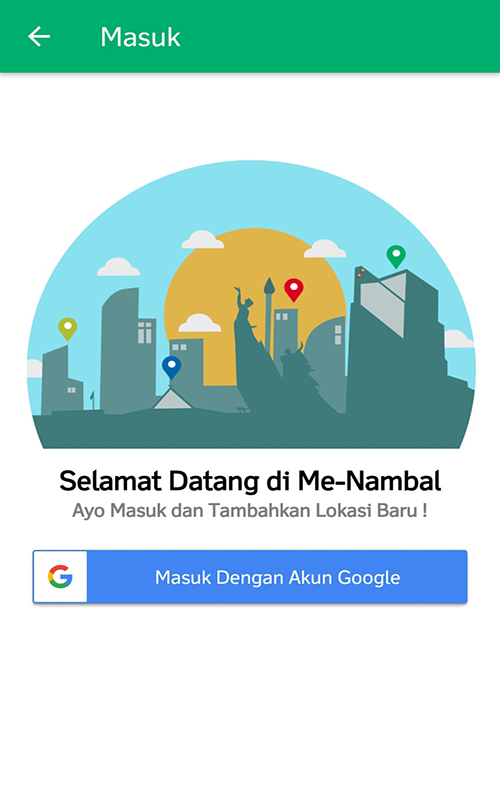 Masuk
Selamat Datang di Me-Nambal
Ayo Masuk dan Tambahkan Lokasi Baru !
Masuk Dengan Akun Google